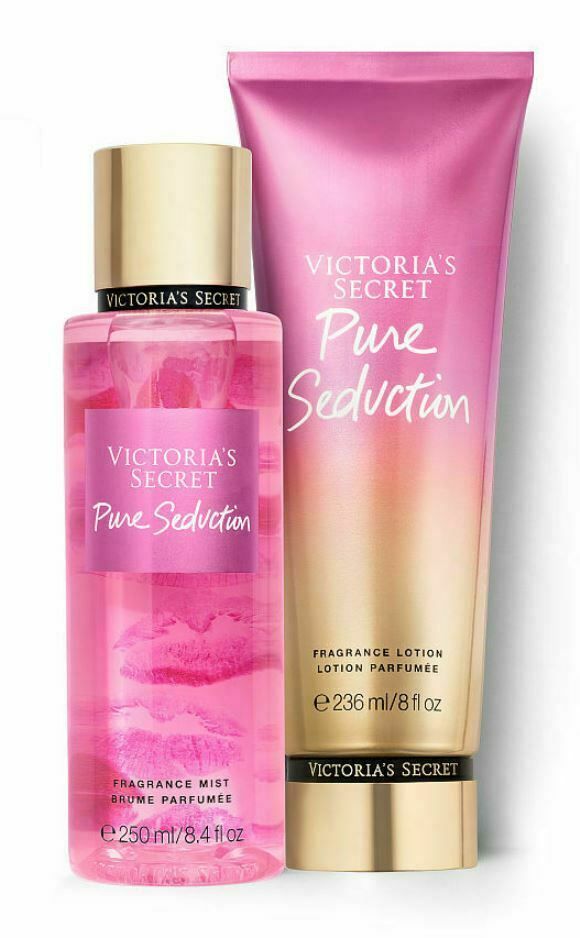 VICTORIA'S SECRET
VICTORIA'S
SECRET
Pure Seduction
FRAGRANCE MIST
BRUME PARFUMÉE
e 250 ml/8.4 fl oz
VICTORIA'S
SECRET
Pure
Seduction
FRAGRANCE LOTION
LOTION PARFUMÉE
e 236 ml/8 fl oz
VICTORIA'S SECRET